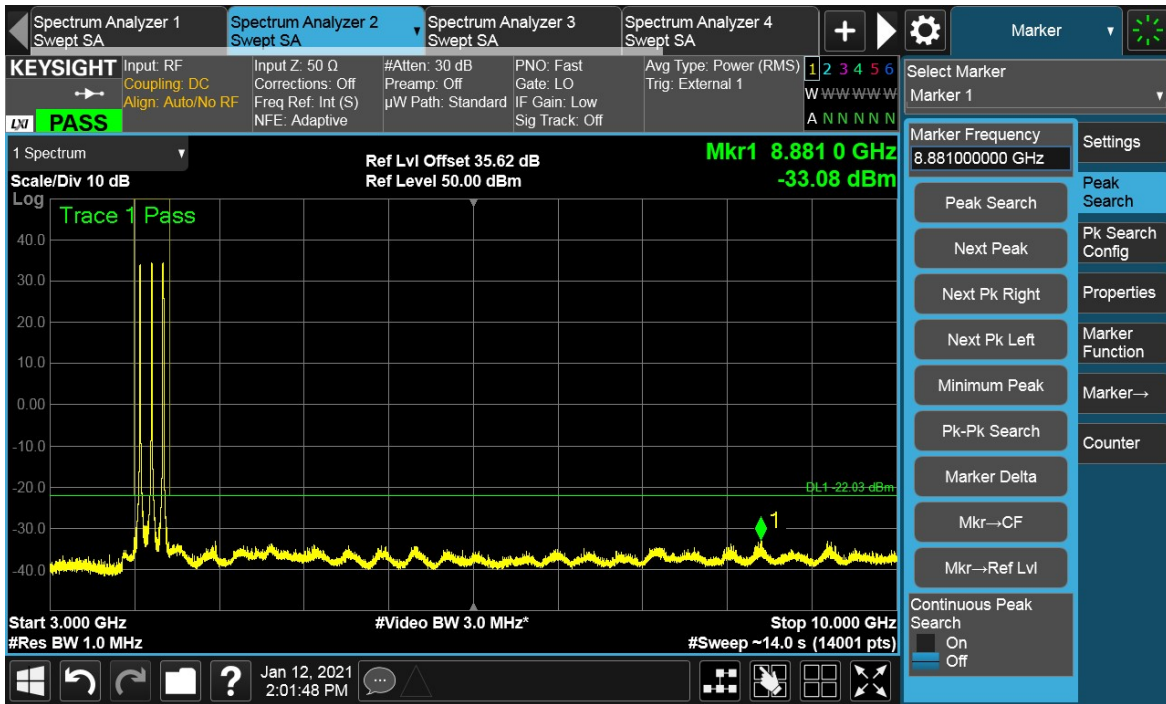 Spectrum Analyzer 1
Swept SA
Spectrum Analyzer 2
Swept SA
Spectrum Analyzer 3
Swept SA
Spectrum Analyzer 4
Swept SA
+
Marker
KEYSIGHT
LXI PASS
Input: RF
Coupling: DC
Align: Auto/No RF
Input Z: 50 Ω
Corrections: Off
Freq Ref: Int (S)
NFE: Adaptive
#Atten: 30 dB
Preamp: Off
µW Path: Standard
PNO: Fast
Gate: LO
IF Gain: Low
Sig Track: Off
Avg Type: Power (RMS)
Trig: External 1
1 2 3 4 5 6
W W W W W W
A N N N N N
1 Spectrum
Scale/Div 10 dB
Ref Lvl Offset 35.62 dB
Ref Level 50.00 dBm
Mkr1 8.881 0 GHz
-33.08 dBm
Log
Trace 1 Pass
40.0
30.0
20.0
10.0
0.00
-10.0
-20.0
-30.0
-40.0
DL1 -22.03 dBm
1
Start 3.000 GHz
#Res BW 1.0 MHz
#Video BW 3.0 MHz*
Stop 10.000 GHz
#Sweep ~14.0 s (14001 pts)
Select Marker
Marker 1
Marker Frequency
8.881000000 GHz
Peak Search
Next Peak
Next Pk Right
Next Pk Left
Minimum Peak
Pk-Pk Search
Marker Delta
Mkr→CF
Mkr→Ref Lvl
Continuous Peak
Search
On
Off
Settings
Peak
Search
Pk Search
Config
Properties
Marker
Function
Marker→
Counter
?
Jan 12, 2021
2:01:48 PM